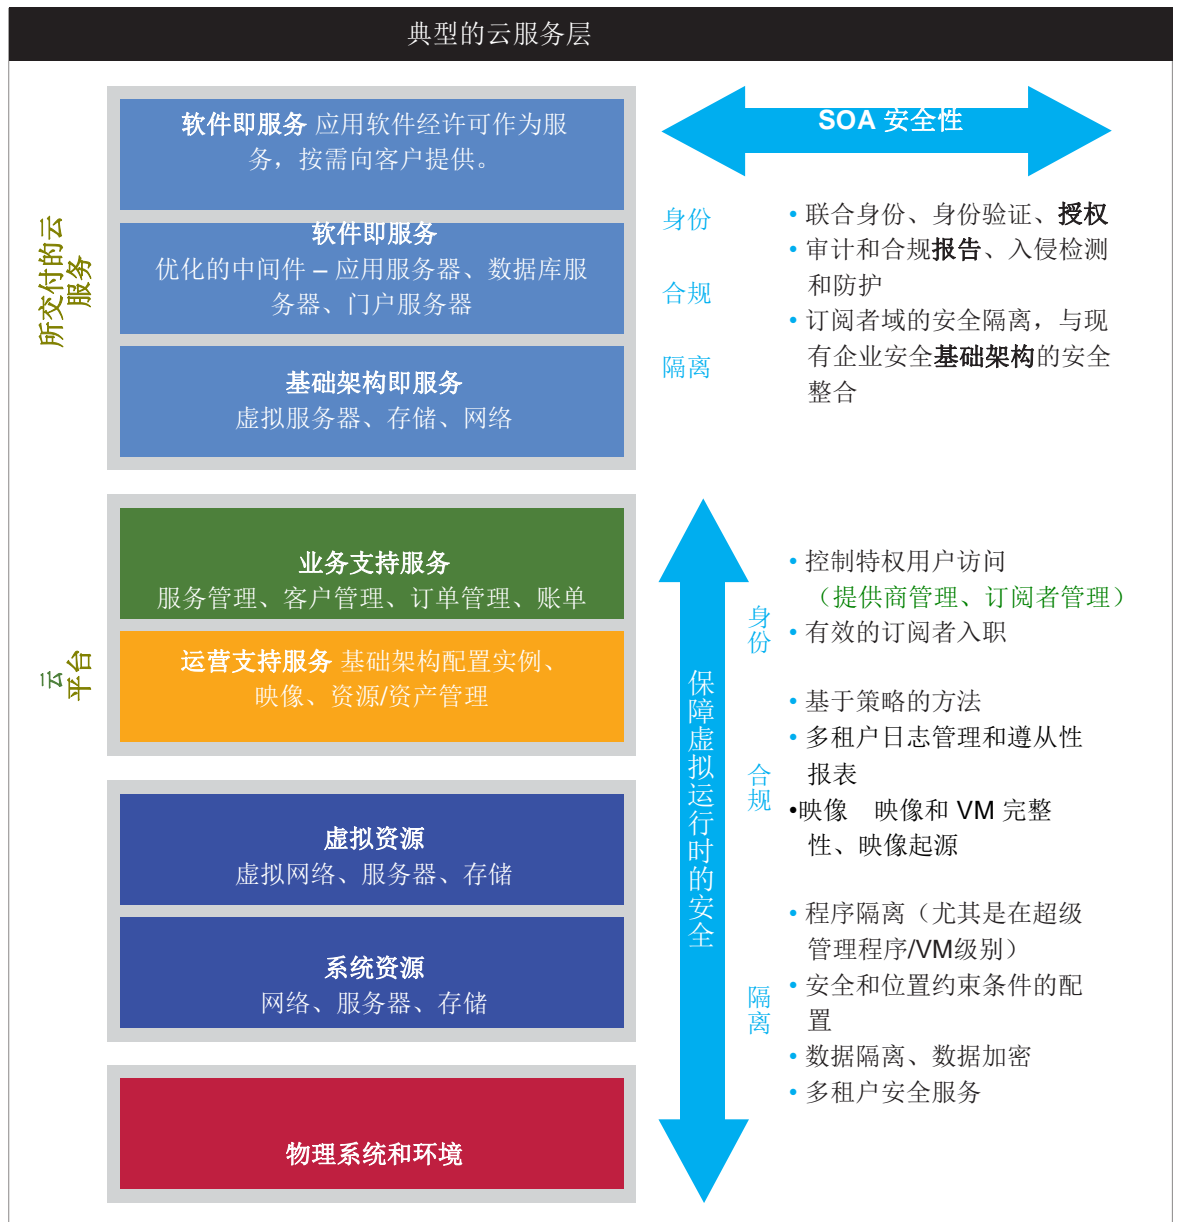 典型的云服务层
所交付的云
服务
软件即服务 应用软件经许可作为服
务，按需向客户提供。
软件即服务
优化的中间件 – 应用服务器、数据库服
务器、门户服务器
基础架构即服务
虚拟服务器、存储、网络
SOA 安全性
身份
合规
隔离
• 联合身份、身份验证、授权
• 审计和合规报告、入侵检测
和防护
• 订阅者域的安全隔离，与现
有企业安全基础架构的安全
整合
云
平台
业务支持服务
服务管理、客户管理、订单管理、账单
运营支持服务 基础架构配置实例、
映像、资源/资产管理
虚拟资源
虚拟网络、服务器、存储
系统资源
网络、服务器、存储
物理系统和环境
保障虚拟运行时的安全
身份
• 控制特权用户访问
（提供商管理、订阅者管理）
• 有效的订阅者入职
合规
• 基于策略的方法
• 多租户日志管理和遵从性
报表
•映像 映像和 VM 完整
性、映像起源
隔离
• 程序隔离（尤其是在超级
管理程序/VM级别）
• 安全和位置约束条件的配
置
• 数据隔离、数据加密
• 多租户安全服务